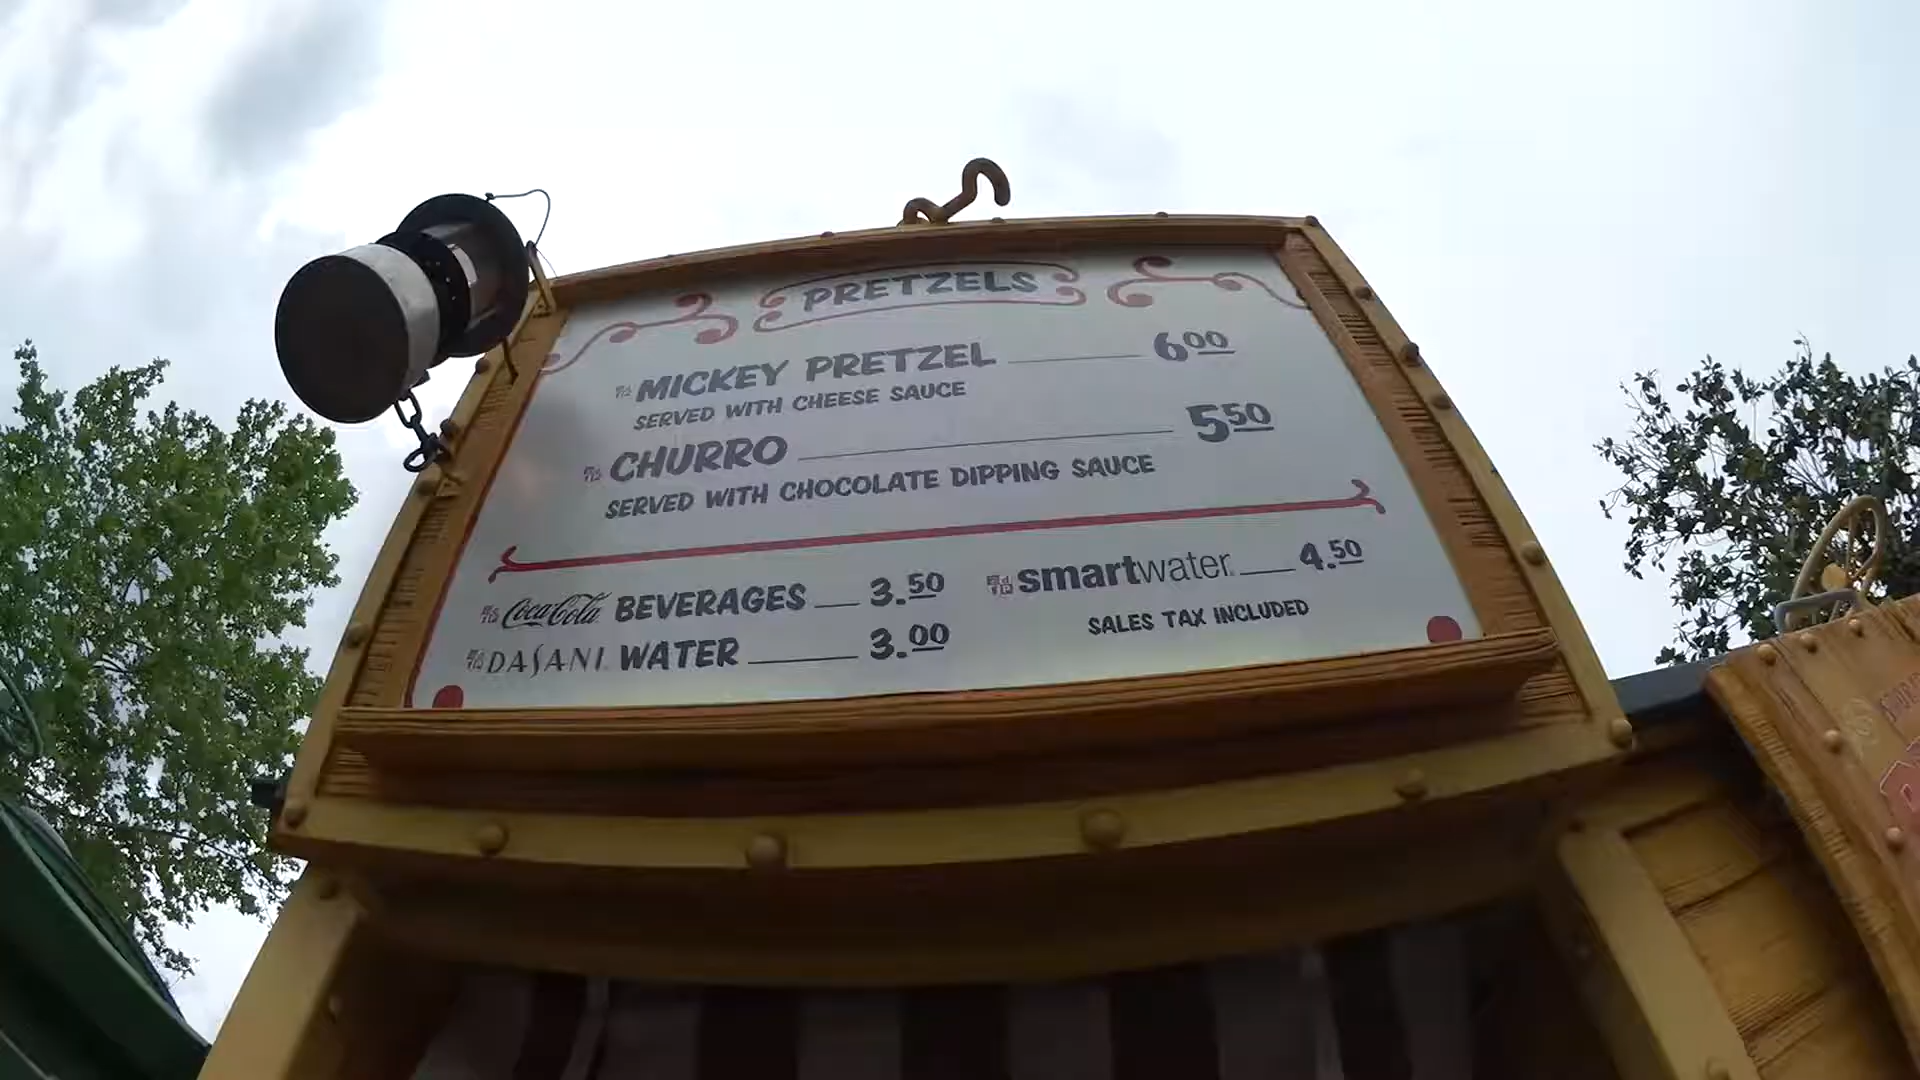 PRETZELS
MICKEY PRETZEL 6.00
SERVED WITH CHEESE SAUCE
CHURRO 5.50
SERVED WITH CHOCOLATE DIPPING SAUCE
Coca-Cola BEVERAGES 3.50
DASANI WATER 3.00
smartwater 4.50
SALES TAX INCLUDED